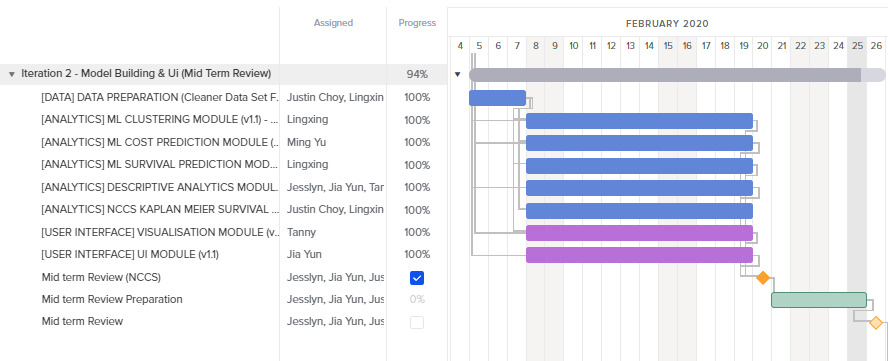 FEBRUARY 2020
Assigned Progress
4 5 6 7 8 9 10 11 12 13 14 15 16 17 18 19 20 21 22 23 24 25 26
Iteration 2 - Model Building & Ui (Mid Term Review) 94%
[DATA] DATA PREPARATION (Cleaner Data Set F... Justin Choy, Lingxin 100%
[ANALYTICS] ML CLUSTERING MODULE (v1.1) - ... Lingxing 100%
[ANALYTICS] ML COST PREDICTION MODULE (... Ming Yu 100%
[ANALYTICS] ML SURVIVAL PREDICTION MOD... Lingxing 100%
[ANALYTICS] DESCRIPTIVE ANALYTICS MODUL... Jesslyn, Jia Yun, Tar 100%
[ANALYTICS] NCCS KAPLAN MEIER SURVIVAL ... Justin Choy, Lingxin 100%
[USER INTERFACE] VISUALISATION MODULE (v... Tanny 100%
[USER INTERFACE] UI MODULE (v1.1) Jia Yun 100%
Mid term Review (NCCS) Jesslyn, Jia Yun, Jus
Mid term Review Preparation Jesslyn, Jia Yun, Jus 0%
Mid term Review Jesslyn, Jia Yun, Jus